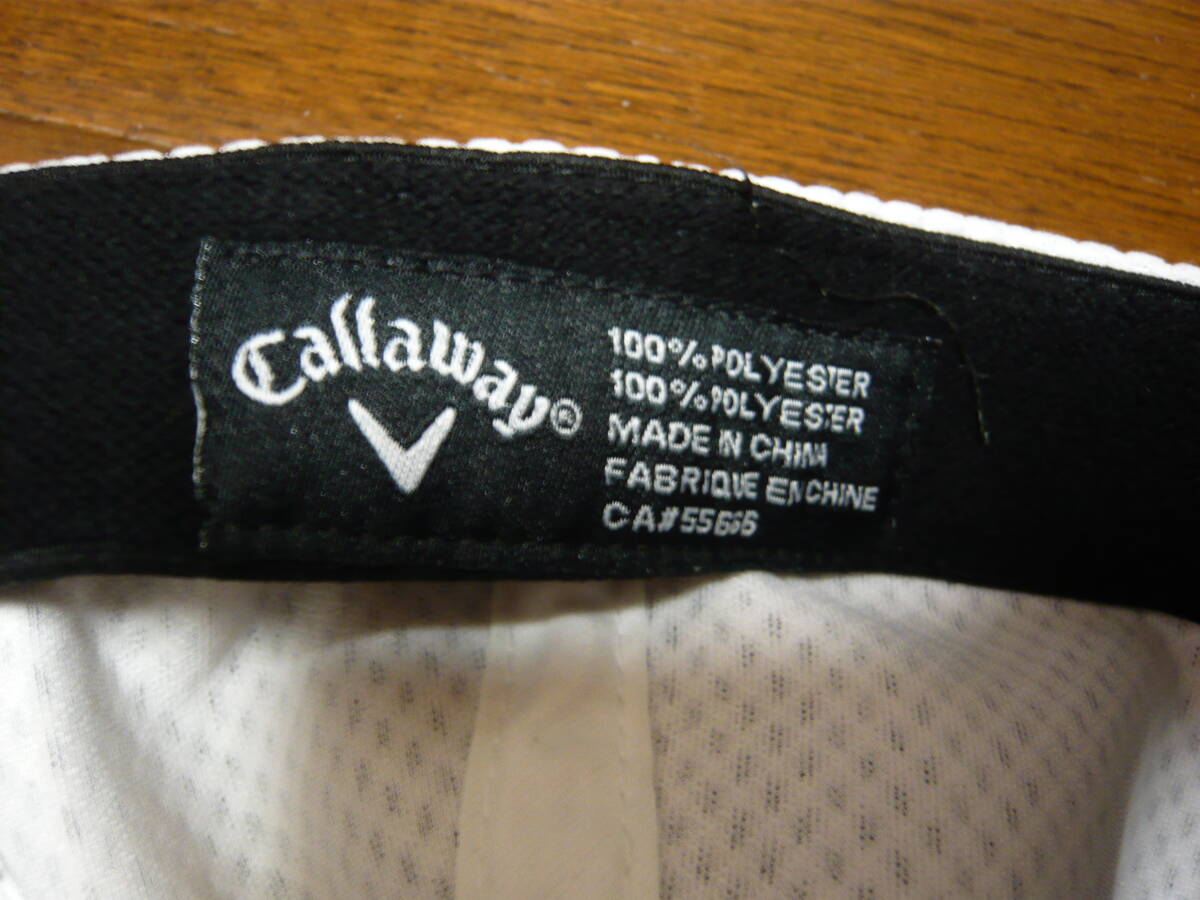 Callaway®
100% POLYESTER
100% POLYESTER
MADE IN CHINA
FABRIQUE EN CHINE
CA#55666